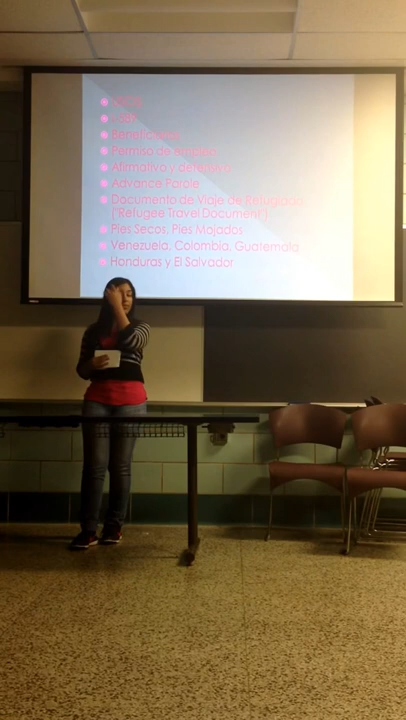 Beneficiarios
Permiso de empleo
Afirmativo y defensivo
Advance Parole
Documento de Viaje de Refugiado
("Refugee Travel Document")
Pies Secos, Pies Mojados
Venezuela, Colombia, Guatemala
Honduras y El Salvador